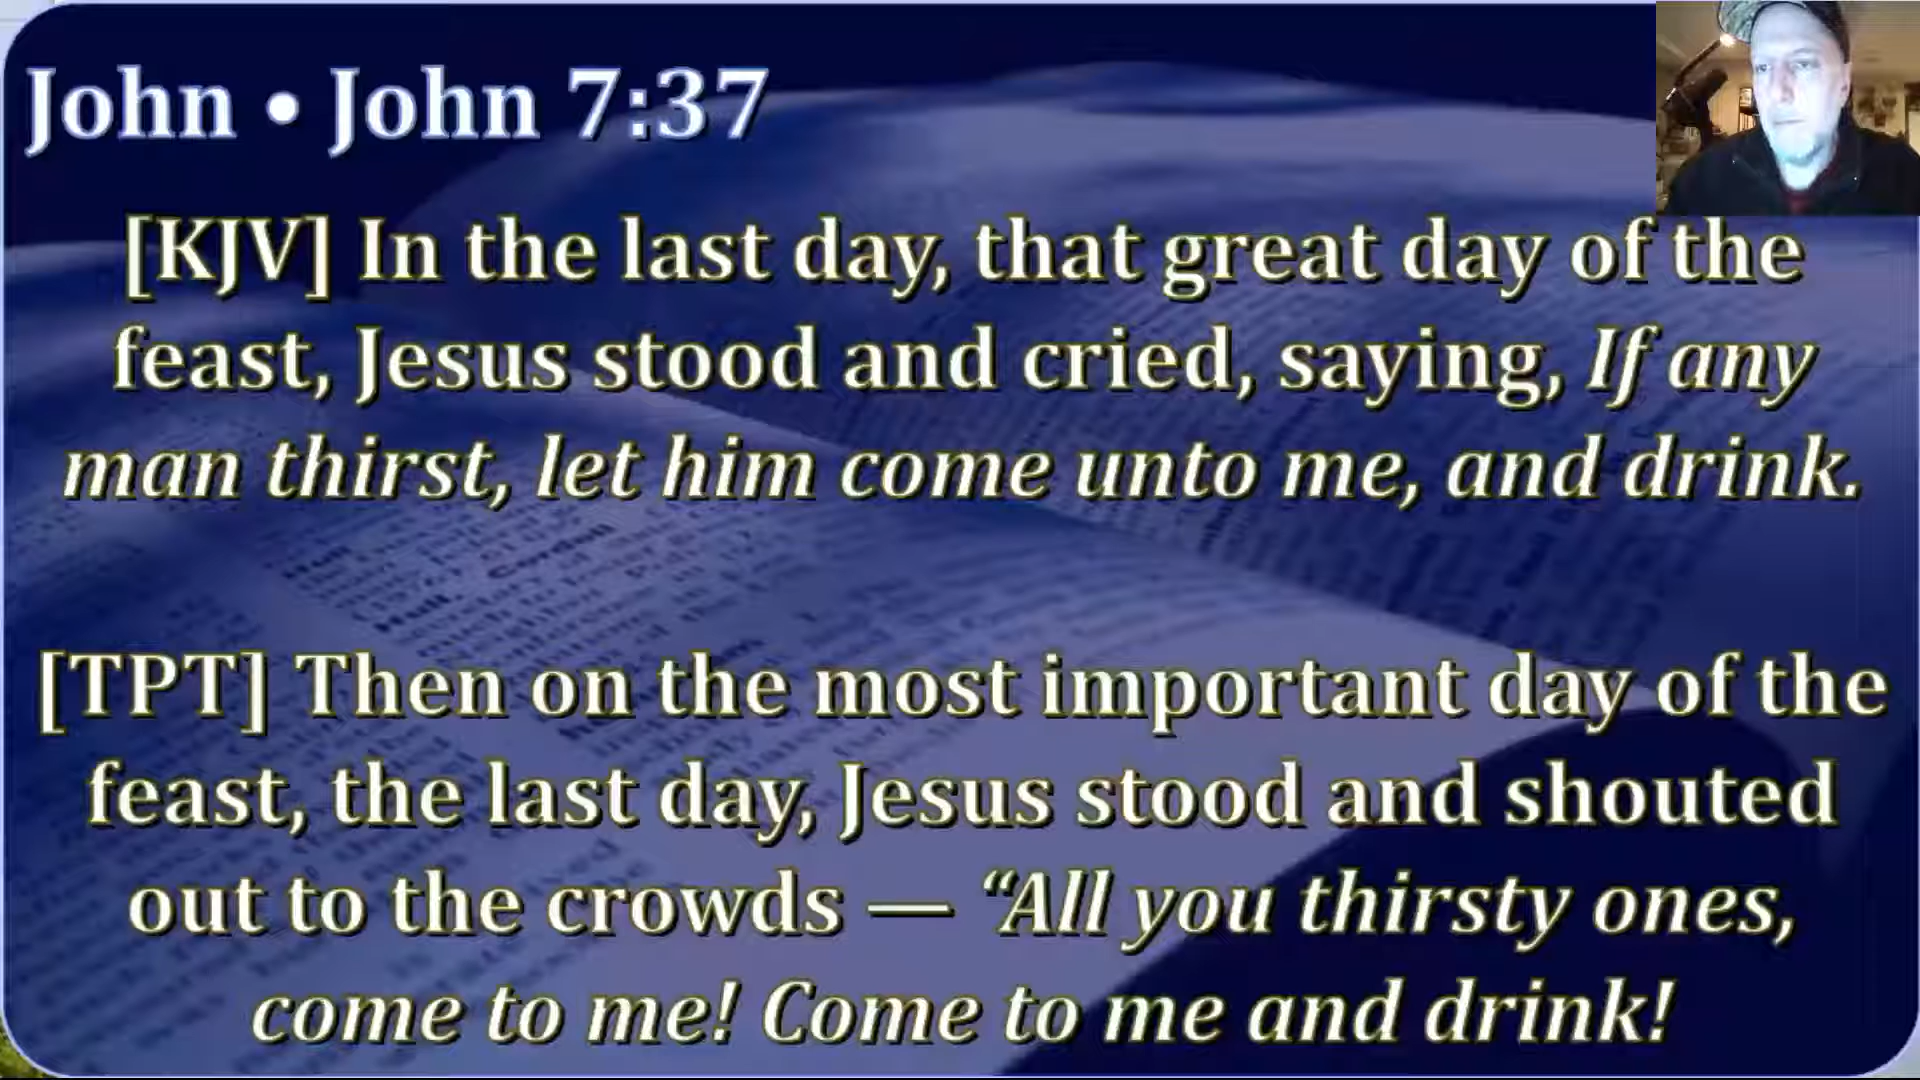 John • John 7:37
[KJV] In the last day, that great day of the
feast, Jesus stood and cried, saying, If any
man thirst, let him come unto me, and drink.
[TPT] Then on the most important day of the
feast, the last day, Jesus stood and shouted
out to the crowds — “All you thirsty ones,
come to me! Come to me and drink!